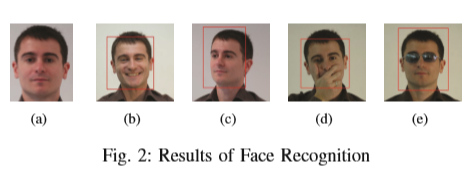 (a) (b) (c) (d) (e)
Fig. 2: Results of Face Recognition